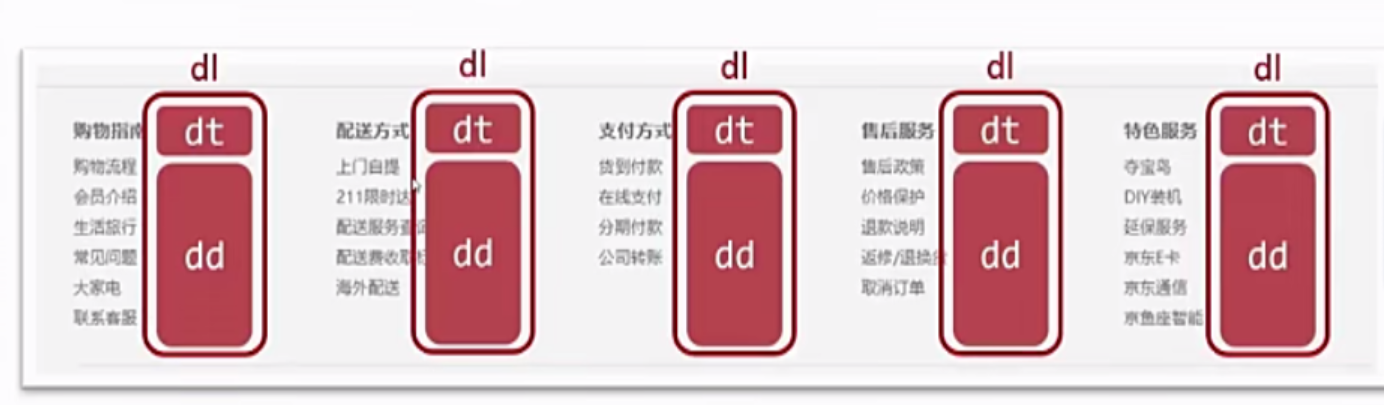 dl
dl
dl
dl
dl
购物指南
dt
购物流程
会员介绍
生活旅行
常见问题
大家电
联系客服
dd
配送方式
dt
上门自提
211限时达
配送服务查询
配送费收取
海外配送
dd
支付方式
dt
货到付款
在线支付
分期付款
公司转账
dd
售后服务
dt
售后政策
价格保护
退款说明
返修/退换货
取消订单
dd
特色服务
dt
夺宝岛
DIY装机
延保服务
京东E卡
京东通信
京鱼座智能
dd